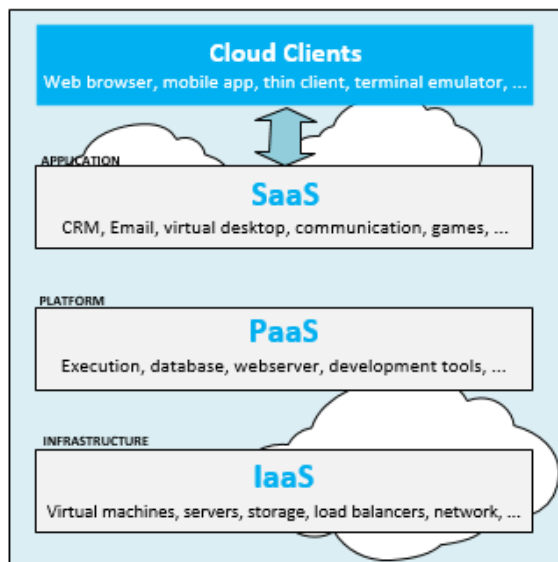 Cloud Clients
Web browser, mobile app, thin client, terminal emulator, ...
APPLICATION
SaaS
CRM, Email, virtual desktop, communication, games, ...
PLATFORM
PaaS
Execution, database, webserver, development tools, ...
INFRASTRUCTURE
IaaS
Virtual machines, servers, storage, load balancers, network, ...